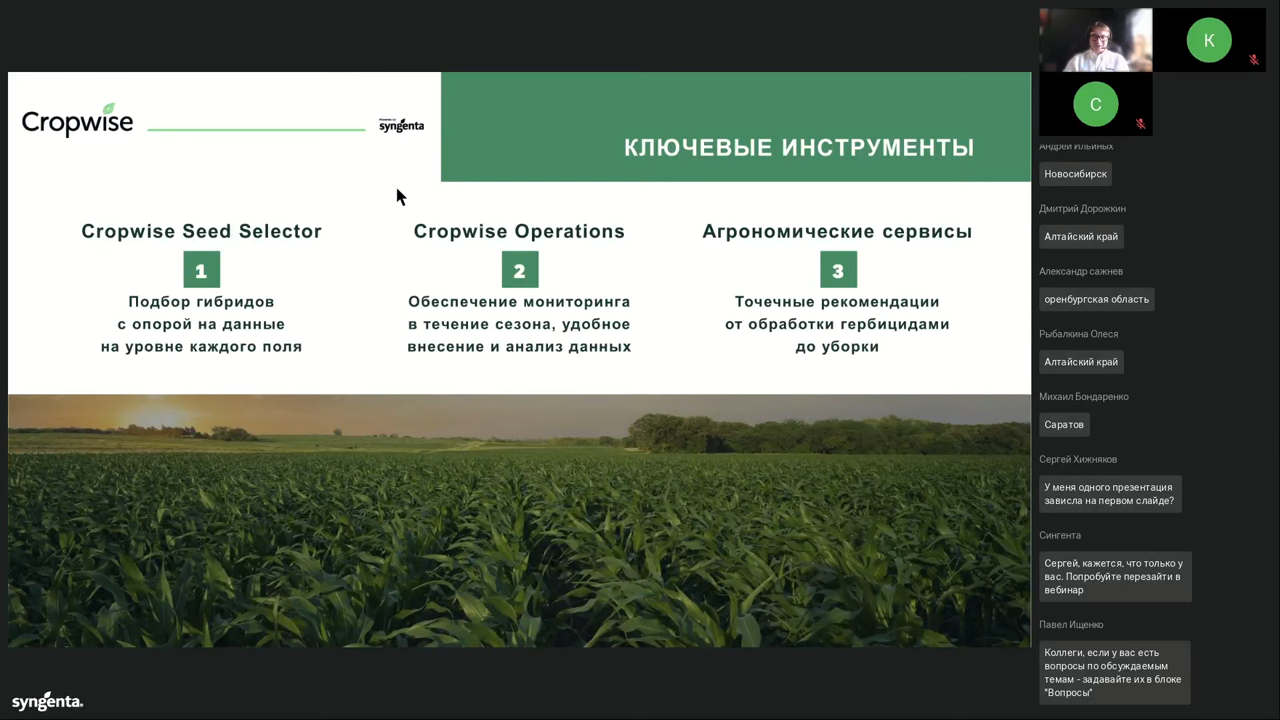 Cropwise
Powered by
syngenta
КЛЮЧЕВЫЕ ИНСТРУМЕНТЫ
Cropwise Seed Selector
1
Подбор гибридов
с опорой на данные
на уровне каждого поля
Cropwise Operations
2
Обеспечение мониторинга
в течение сезона, удобное
внесение и анализ данных
Агрономические сервисы
3
Точечные рекомендации
от обработки гербицидами
до уборки
syngenta
К
С
Андрей Ильиных
Новосибирск
Дмитрий Дорожкин
Алтайский край
Александр сажнев
оренбургская область
Рыбалкина Олеся
Алтайский край
Михаил Бондаренко
Саратов
Сергей Хижняков
У меня одного презентация
зависла на первом слайде?
Сингента
Сергей, кажется, что только у
вас. Попробуйте перезайти в
вебинар
Павел Ищенко
Коллеги, если у вас есть
вопросы по обсуждаемым
темам - задавайте их в блоке
"Вопросы"